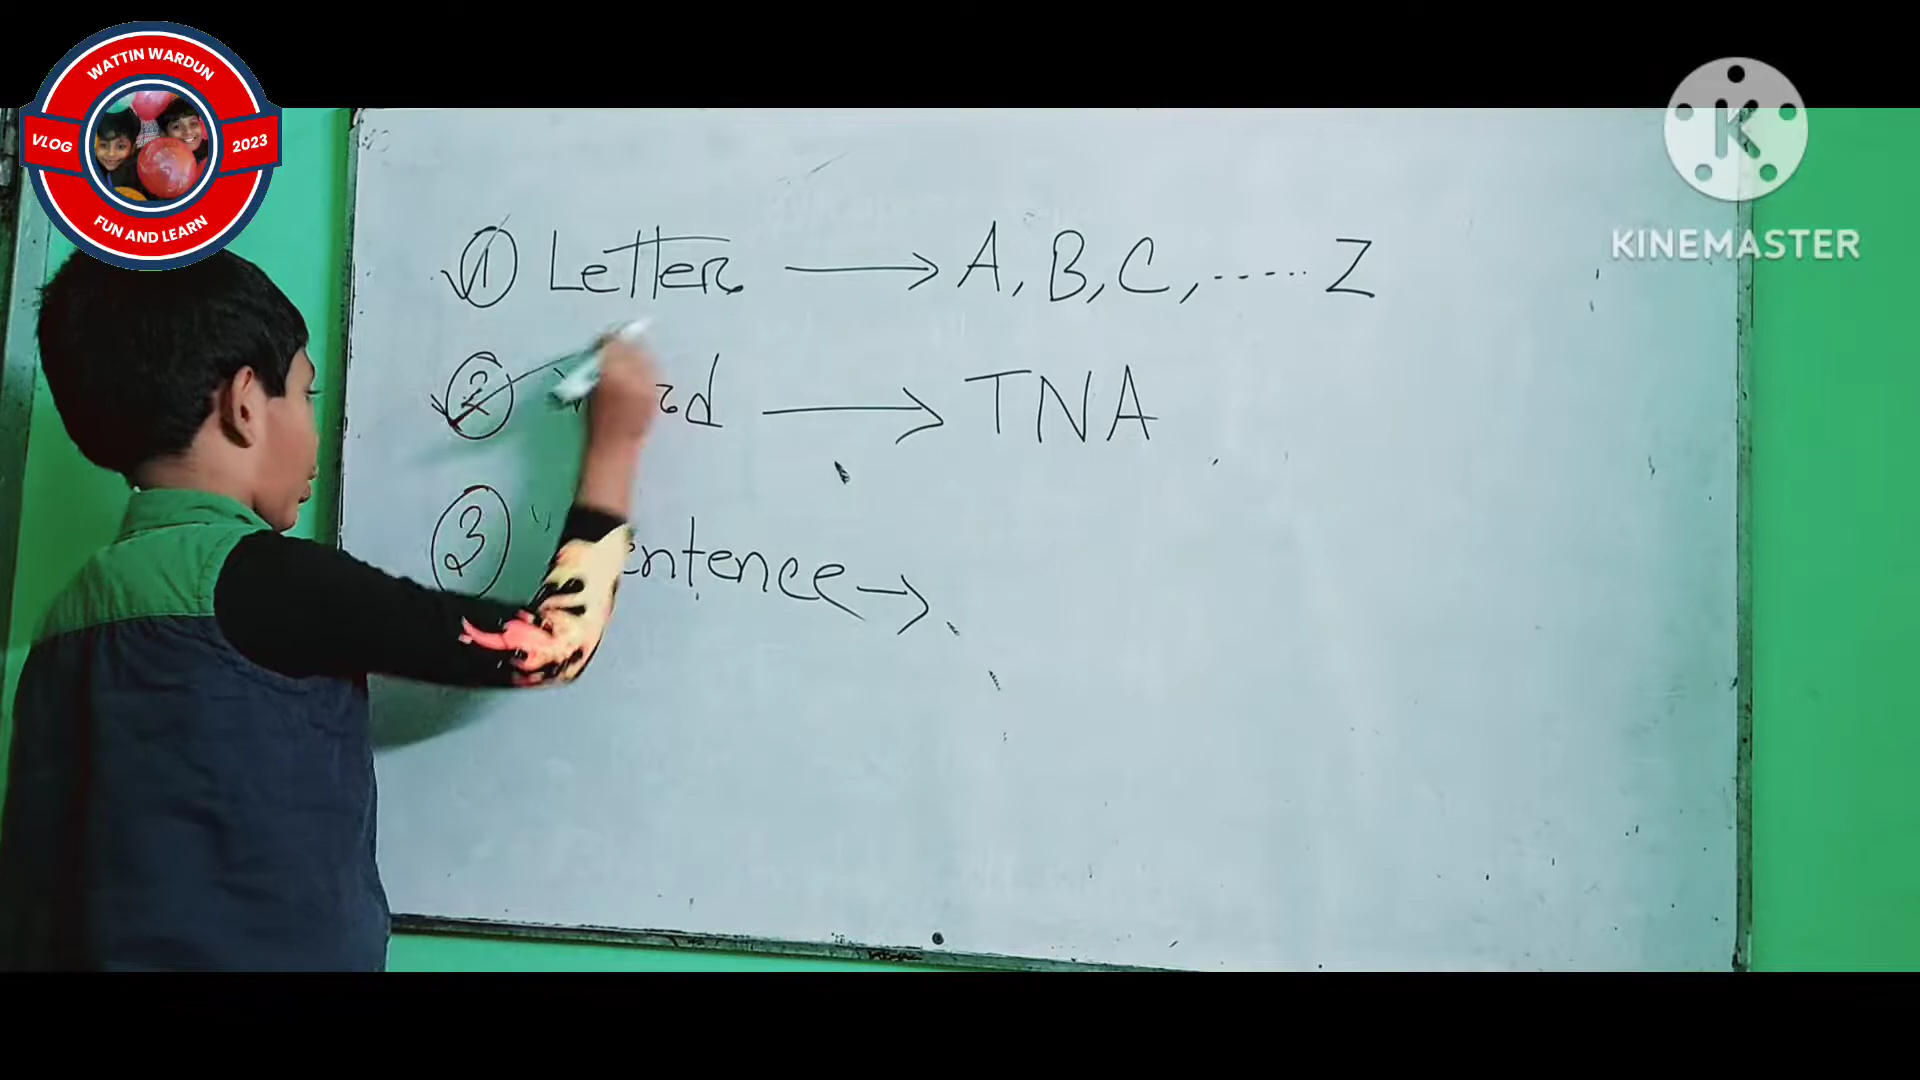 WATTIN WARDUN
VLOG
2023
FUN AND LEARN
KINEMASTER
1 Letter → A, B, C, ..... Z
2 → TNA
3 →